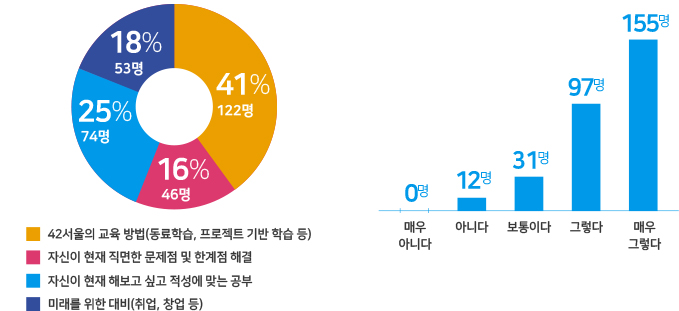 18%
53명
41%
122명
25%
74명
16%
46명
42서울의 교육 방법(동료학습, 프로젝트 기반 학습 등)
자신이 현재 직면한 문제점 및 한계점 해결
자신이 현재 해보고 싶고 적성에 맞는 공부
미래를 위한 대비(취업, 창업 등)
0명
12명
31명
97명
155명
매우
아니다
아니다
보통이다
그렇다
매우
그렇다